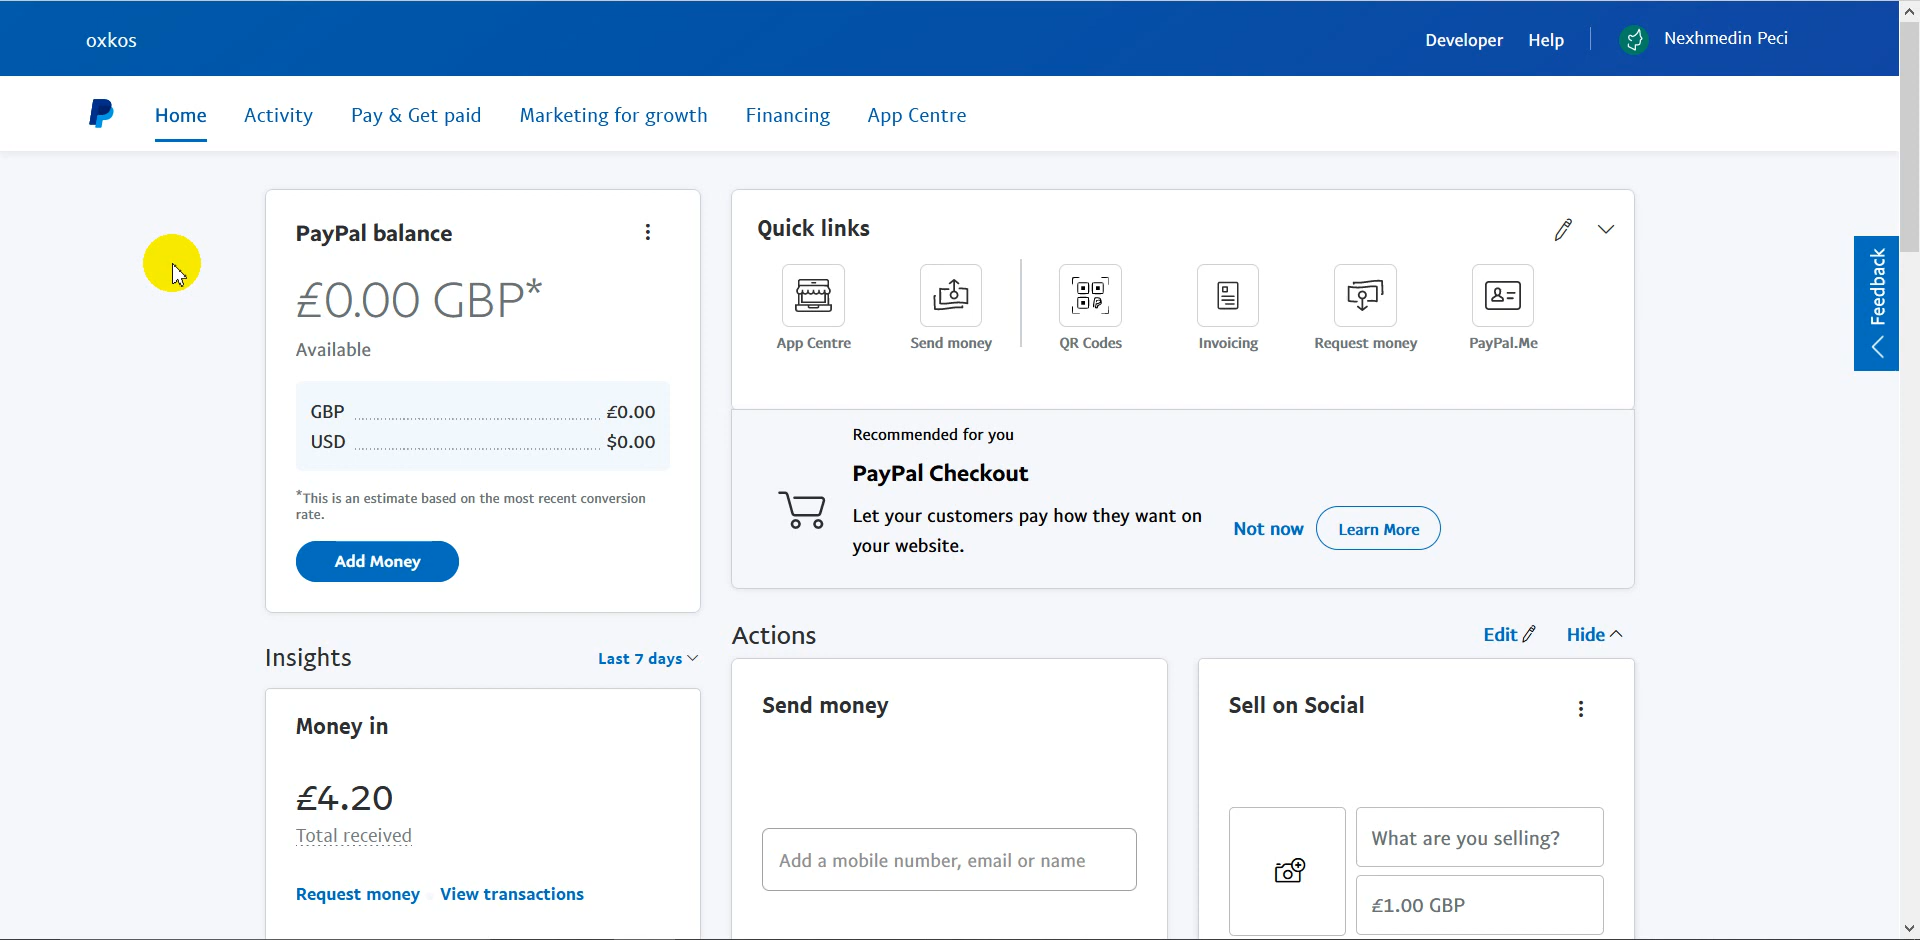 oxkos
Developer Help Nexhmedin Peci
Home Activity Pay & Get paid Marketing for growth Financing App Centre
PayPal balance
£0.00 GBP*
Available
GBP £0.00
USD $0.00
*This is an estimate based on the most recent conversion
rate.
Add Money
Quick links
App Centre Send money QR Codes Invoicing Request money PayPal.Me
Recommended for you
PayPal Checkout
Let your customers pay how they want on
your website.
Not now Learn More
Feedback
Insights Last 7 days
Money in
£4.20
Total received
Request money View transactions
Actions Edit Hide
Send money
Add a mobile number, email or name
Sell on Social
What are you selling?
£1.00 GBP